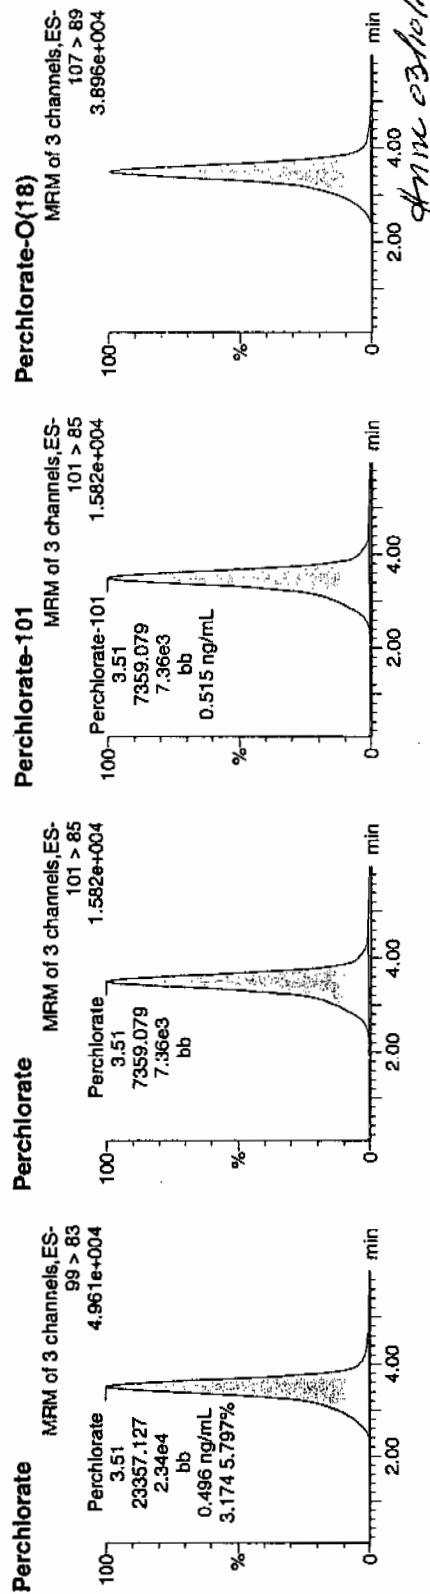 Perchlorate
MRM of 3 channels,ES-
99 > 83
4.961e+004
100
Perchlorate
3.51
23357.127
2.34e4
bb
0.496 ng/mL
3.174 5.797%
%
0
2.00
4.00
min
Perchlorate
MRM of 3 channels,ES-
101 > 85
1.582e+004
100
Perchlorate
3.51
7359.079
7.36e3
bb
%
0
2.00
4.00
min
Perchlorate-101
MRM of 3 channels,ES-
101 > 85
1.582e+004
100
Perchlorate-101
3.51
7359.079
7.36e3
bb
0.515 ng/mL
%
0
2.00
4.00
min
Perchlorate-O(18)
MRM of 3 channels,ES-
107 > 89
3.896e+004
100
%
0
2.00
4.00
min